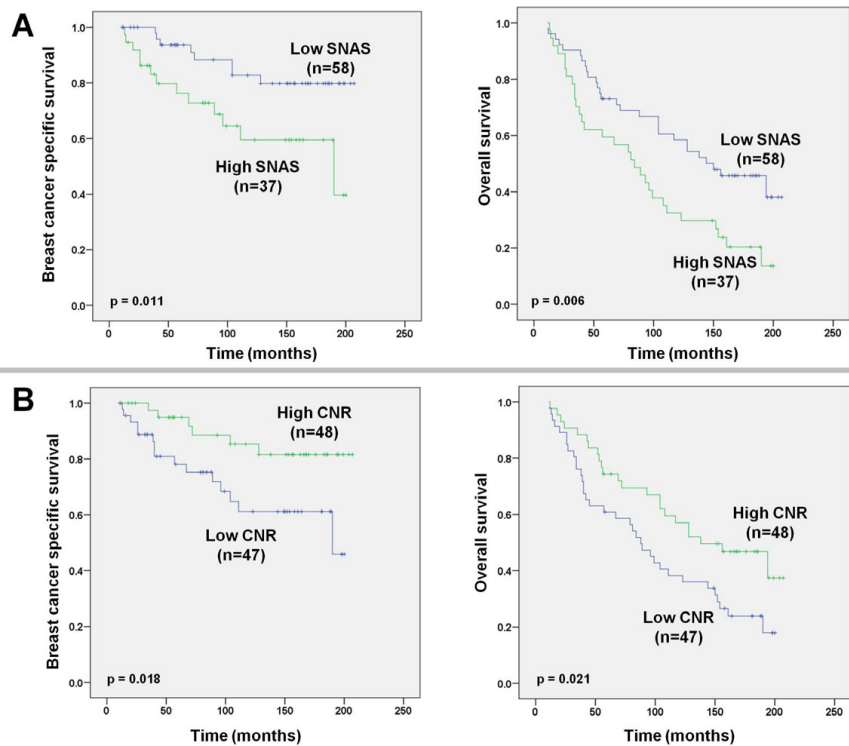 A
Breast cancer specific survival
1.0
0.8
0.6
0.4
0.2
0.0
Low SNAS
(n=58)
High SNAS
(n=37)
p = 0.011
0 50 100 150 200 250
Time (months)
Overall survival
1.0
0.8
0.6
0.4
0.2
0.0
Low SNAS
(n=58)
High SNAS
(n=37)
p = 0.006
0 50 100 150 200 250
Time (months)
B
Breast cancer specific survival
1.0
0.8
0.6
0.4
0.2
0.0
High CNR
(n=48)
Low CNR
(n=47)
p = 0.018
0 50 100 150 200 250
Time (months)
Overall survival
1.0
0.8
0.6
0.4
0.2
0.0
High CNR
(n=48)
Low CNR
(n=47)
p = 0.021
0 50 100 150 200 250
Time (months)